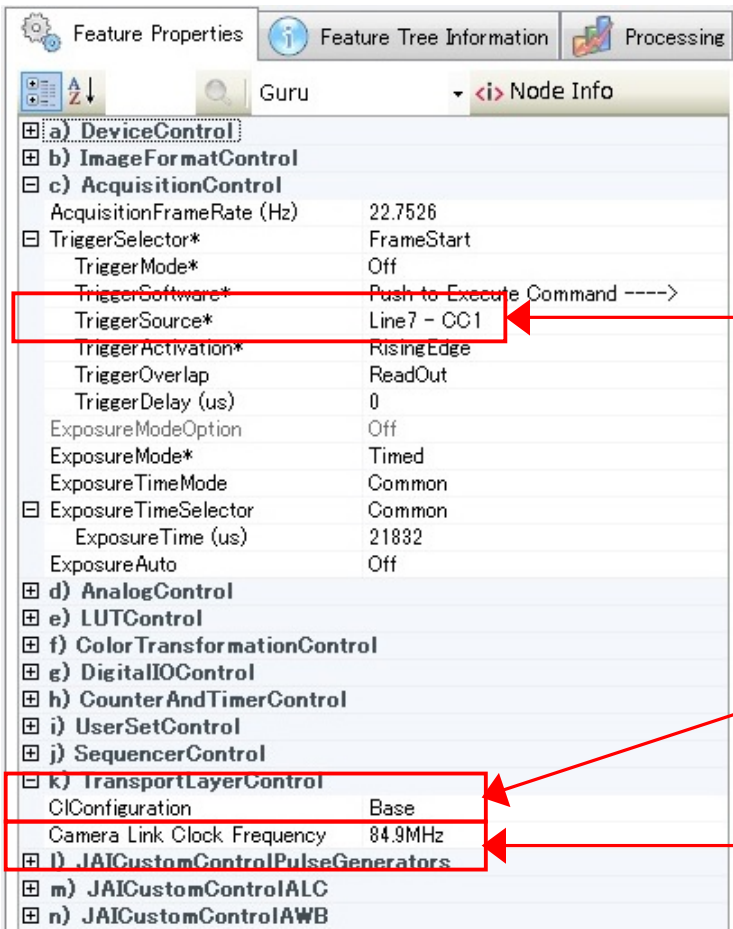 Feature Properties Feature Tree Information Processing
Guru <i> Node Info
a) DeviceControl
b) ImageFormatControl
c) AcquisitionControl
AcquisitionFrameRate (Hz) 22.7526
TriggerSelector* FrameStart
TriggerMode* Off
TriggerSoftware* Push to Execute Command ---->
TriggerSource* Line7 - CC1
TriggerActivation* RisingEdge
TriggerOverlap ReadOut
TriggerDelay (us) 0
ExposureModeOption Off
ExposureMode* Timed
ExposureTimeMode Common
ExposureTimeSelector Common
ExposureTime (us) 21832
ExposureAuto Off
d) AnalogControl
e) LUTControl
f) ColorTransformationControl
g) DigitalIOControl
h) CounterAndTimerControl
i) UserSetControl
j) SequencerControl
k) TransportLayerControl
ClConfiguration Base
Camera Link Clock Frequency 84.9MHz
l) JAICustomControlPulseGenerators
m) JAICustomControlALC
n) JAICustomControlAWB